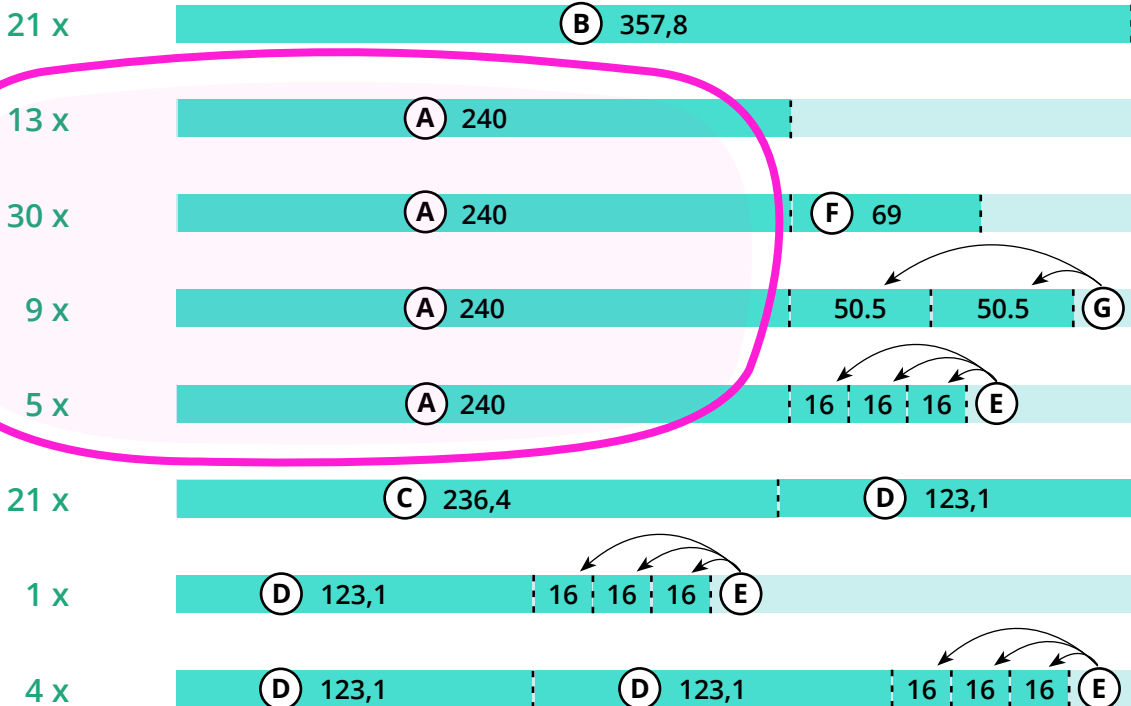 21 x B 357,8
13 x A 240
30 x A 240 F 69
9 x A 240 50.5 50.5 G
5 x A 240 16 16 16 E
21 x C 236,4 D 123,1
1 x D 123,1 16 16 16 E
4 x D 123,1 D 123,1 16 16 16 E